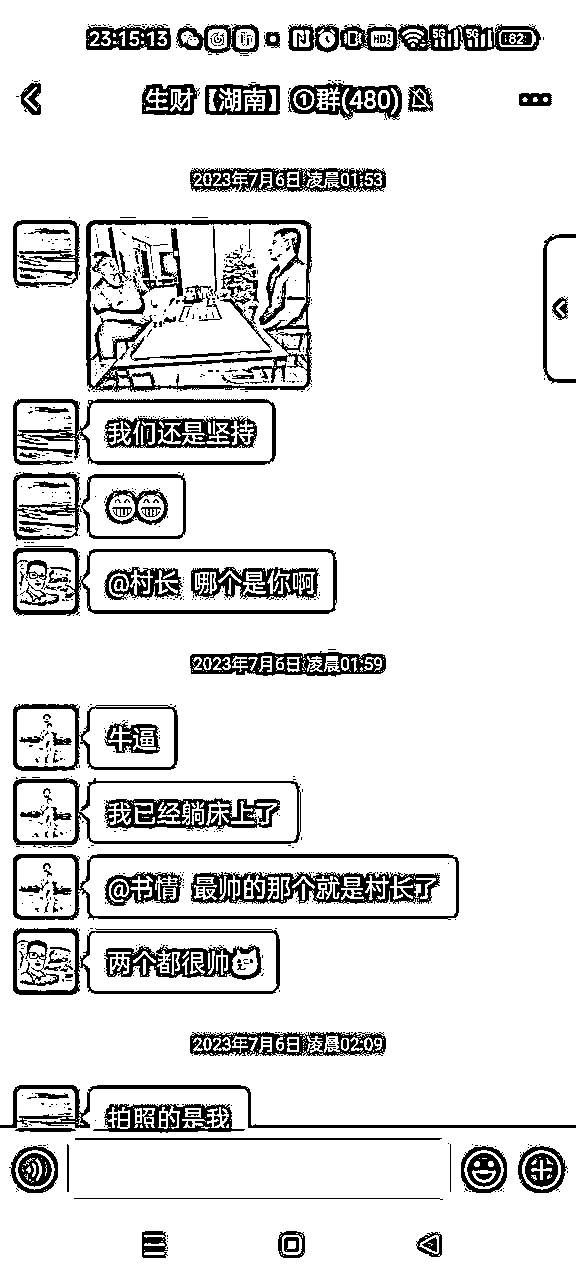 23:15:13 HD 5G 5G 82
生财【湖南】①群(480)
2023年7月6日 凌晨01:53
我们还是坚持
@村长 哪个是你啊
2023年7月6日 凌晨01:59
牛逼
我已经躺床上了
@书情 最帅的那个就是村长了
两个都很帅
2023年7月6日 凌晨02:09
拍照的是我